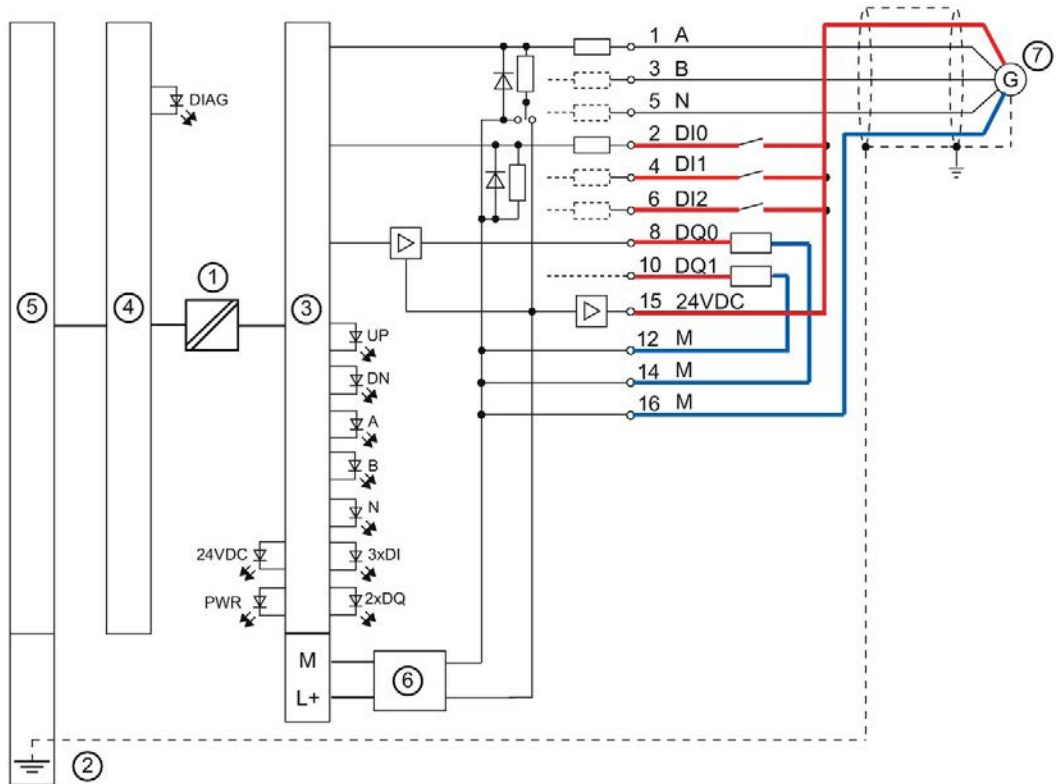 1 A
⑦
G
3 B
DIAG
5 N
2 DI0
4 DI1
6 DI2
8 DQ0
10 DQ1
①
⑤
④
③
15 24VDC
UP
12 M
DN
14 M
A
16 M
B
N
24VDC
3xDI
PWR
2xDQ
M
⑥
L+
②